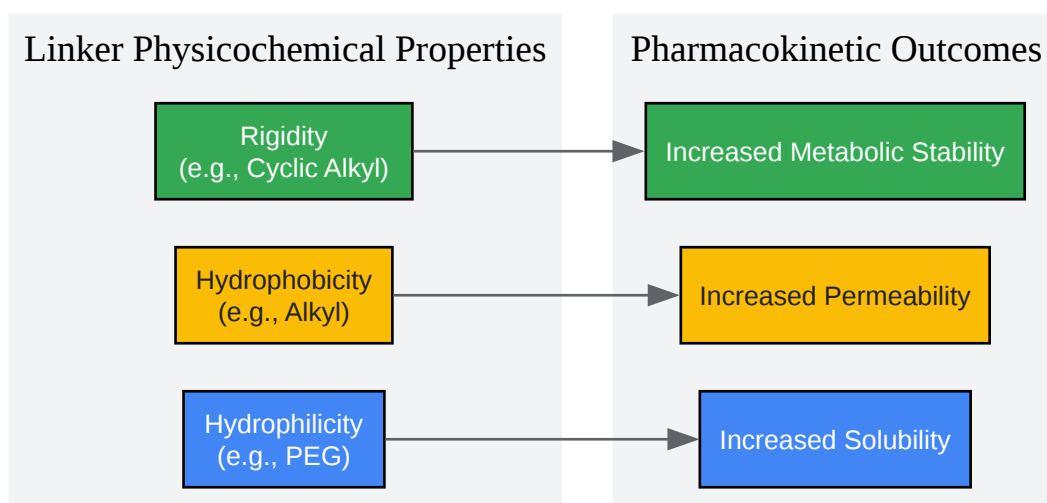 Linker Physicochemical Properties
Pharmacokinetic Outcomes
Rigidity
(e.g., Cyclic Alkyl)
Increased Metabolic Stability
Hydrophobicity
(e.g., Alkyl)
Increased Permeability
Hydrophilicity
(e.g., PEG)
Increased Solubility